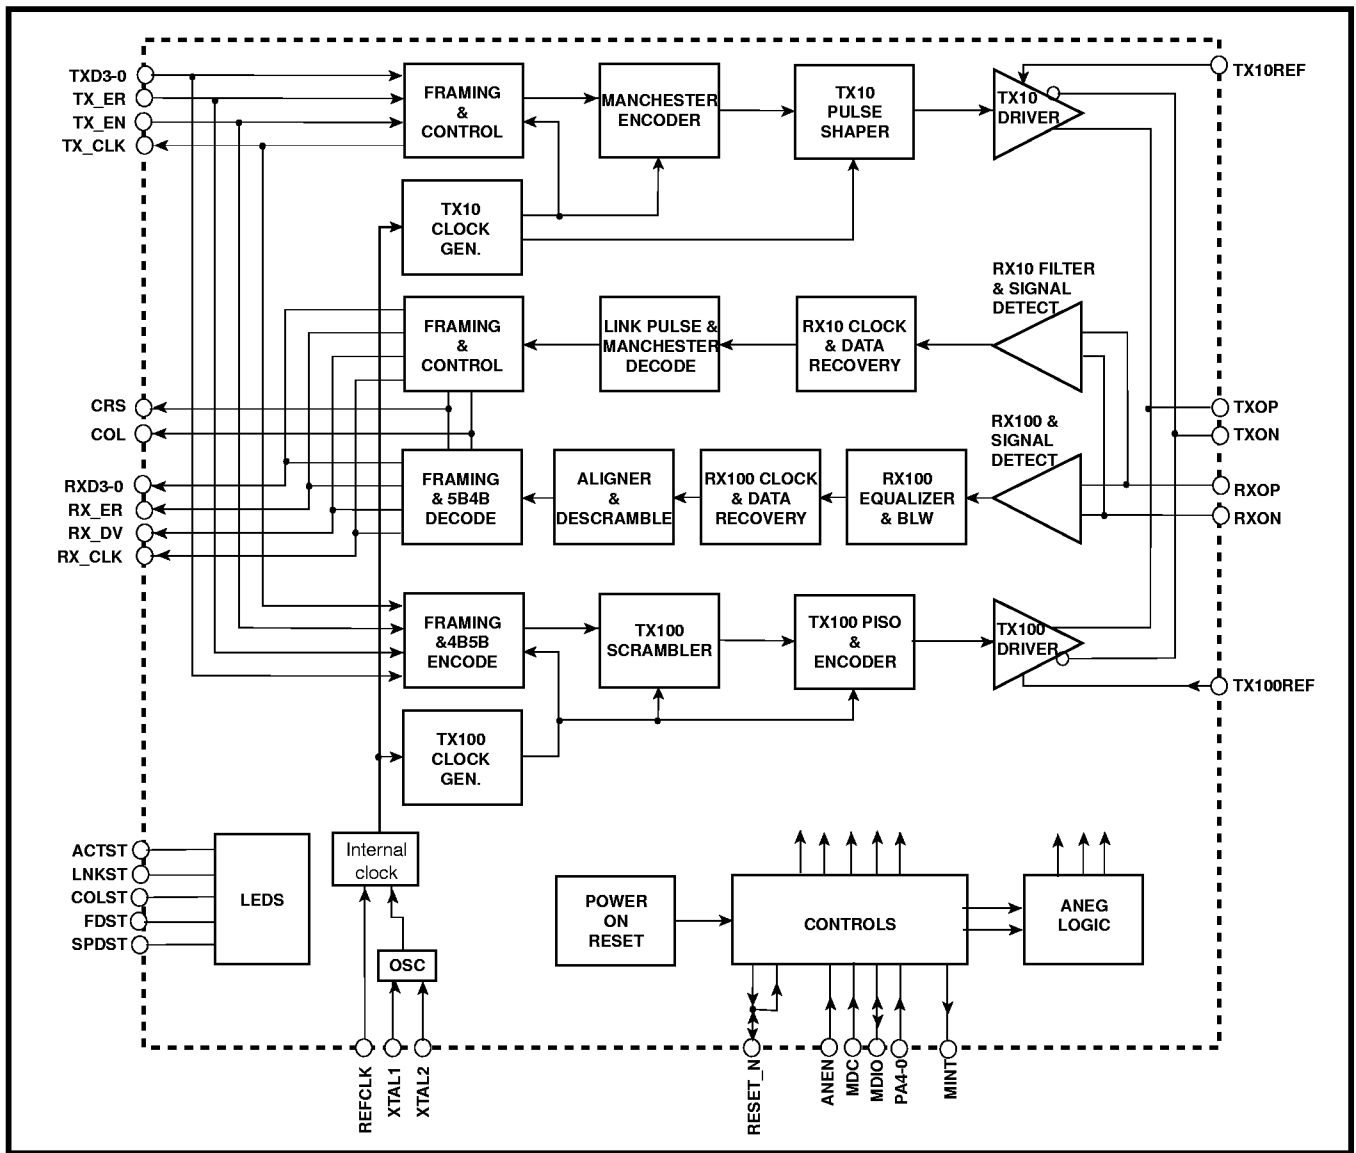 TXD3-0
TX_ER
TX_EN
TX_CLK
FRAMING
&
CONTROL
MANCHESTER
ENCODER
TX10
PULSE
SHAPER
TX10
DRIVER
TX10REF
TX10
CLOCK
GEN.
FRAMING
&
CONTROL
LINK PULSE &
MANCHESTER
DECODE
RX10 CLOCK
& DATA
RECOVERY
RX10 FILTER
& SIGNAL
DETECT
CRS
COL
RXD3-0
RX_ER
RX_DV
RX_CLK
FRAMING
& 5B4B
DECODE
ALIGNER
&
DESCRAMBLE
RX100 CLOCK
& DATA
RECOVERY
RX100
EQUALIZER
& BLW
RX100 &
SIGNAL
DETECT
TXOP
TXON
RXOP
RXON
FRAMING
&4B5B
ENCODE
TX100
SCRAMBLER
TX100 PISO
&
ENCODER
TX100
DRIVER
TX100REF
TX100
CLOCK
GEN.
ACTST
LNKST
COLST
FDST
SPDST
LEDS
Internal
clock
OSC
POWER
ON
RESET
CONTROLS
ANEG
LOGIC
REFCLK
XTAL1
XTAL2
RESET_N
ANEN
MDC
MDIO
PA4-0
MINT